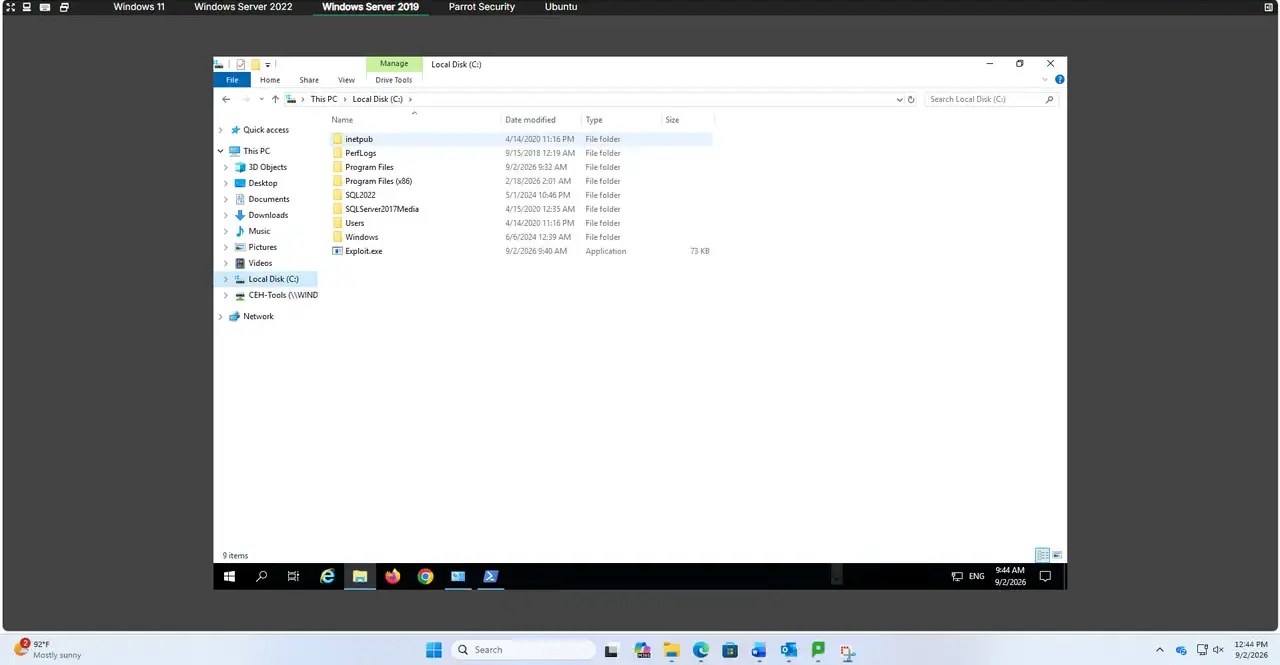 Windows 11 Windows Server 2022 Windows Server 2019 Parrot Security Ubuntu
Manage Local Disk (C:)
File Home Share View Drive Tools
This PC Local Disk (C:) Search Local Disk (C:)
Name Date modified Type Size
Quick access
This PC
3D Objects
Desktop
Documents
Downloads
Music
Pictures
Videos
Local Disk (C:)
CEH-Tools (\\WIND
Network
inetpub 4/14/2020 11:16 PM File folder
PerfLogs 9/15/2018 12:19 AM File folder
Program Files 9/2/2026 9:32 AM File folder
Program Files (x86) 2/18/2026 2:01 AM File folder
SQL2022 5/1/2024 10:46 PM File folder
SQLServer2017Media 4/15/2020 12:35 AM File folder
Users 4/14/2020 11:16 PM File folder
Windows 6/6/2024 12:39 AM File folder
Exploit.exe 9/2/2026 9:40 AM Application 73 KB
9 items
ENG
9:44 AM
9/2/2026
2
92°F
Mostly sunny
Search
12:44 PM
9/2/2026